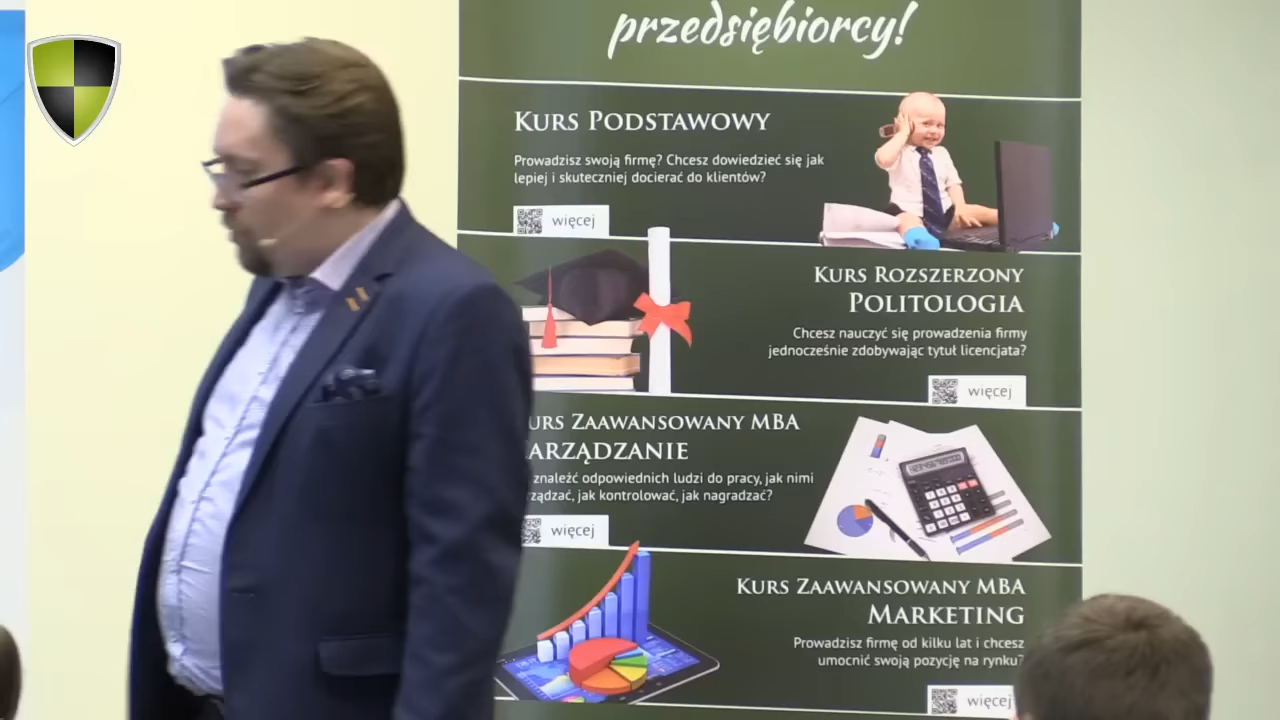 przedsiębiorcy!
KURS PODSTAWOWY
Prowadzisz swoją firmę? Chcesz dowiedzieć się jak
lepiej i skuteczniej docierać do klientów?
więcej
KURS ROZSZERZONY
POLITOLOGIA
Chcesz nauczyć się prowadzenia firmy
jednocześnie zdobywając tytuł licencjata?
więcej
URS ZAAWANSOWANY MBA
ARZĄDZANIE
znaleźć odpowiednich ludzi do pracy, jak nimi
ządzać, jak kontrolować, jak nagradzać?
więcej
KURS ZAAWANSOWANY MBA
MARKETING
Prowadzisz firmę od kilku lat i chcesz
umocnić swoją pozycję na rynku?
więcej